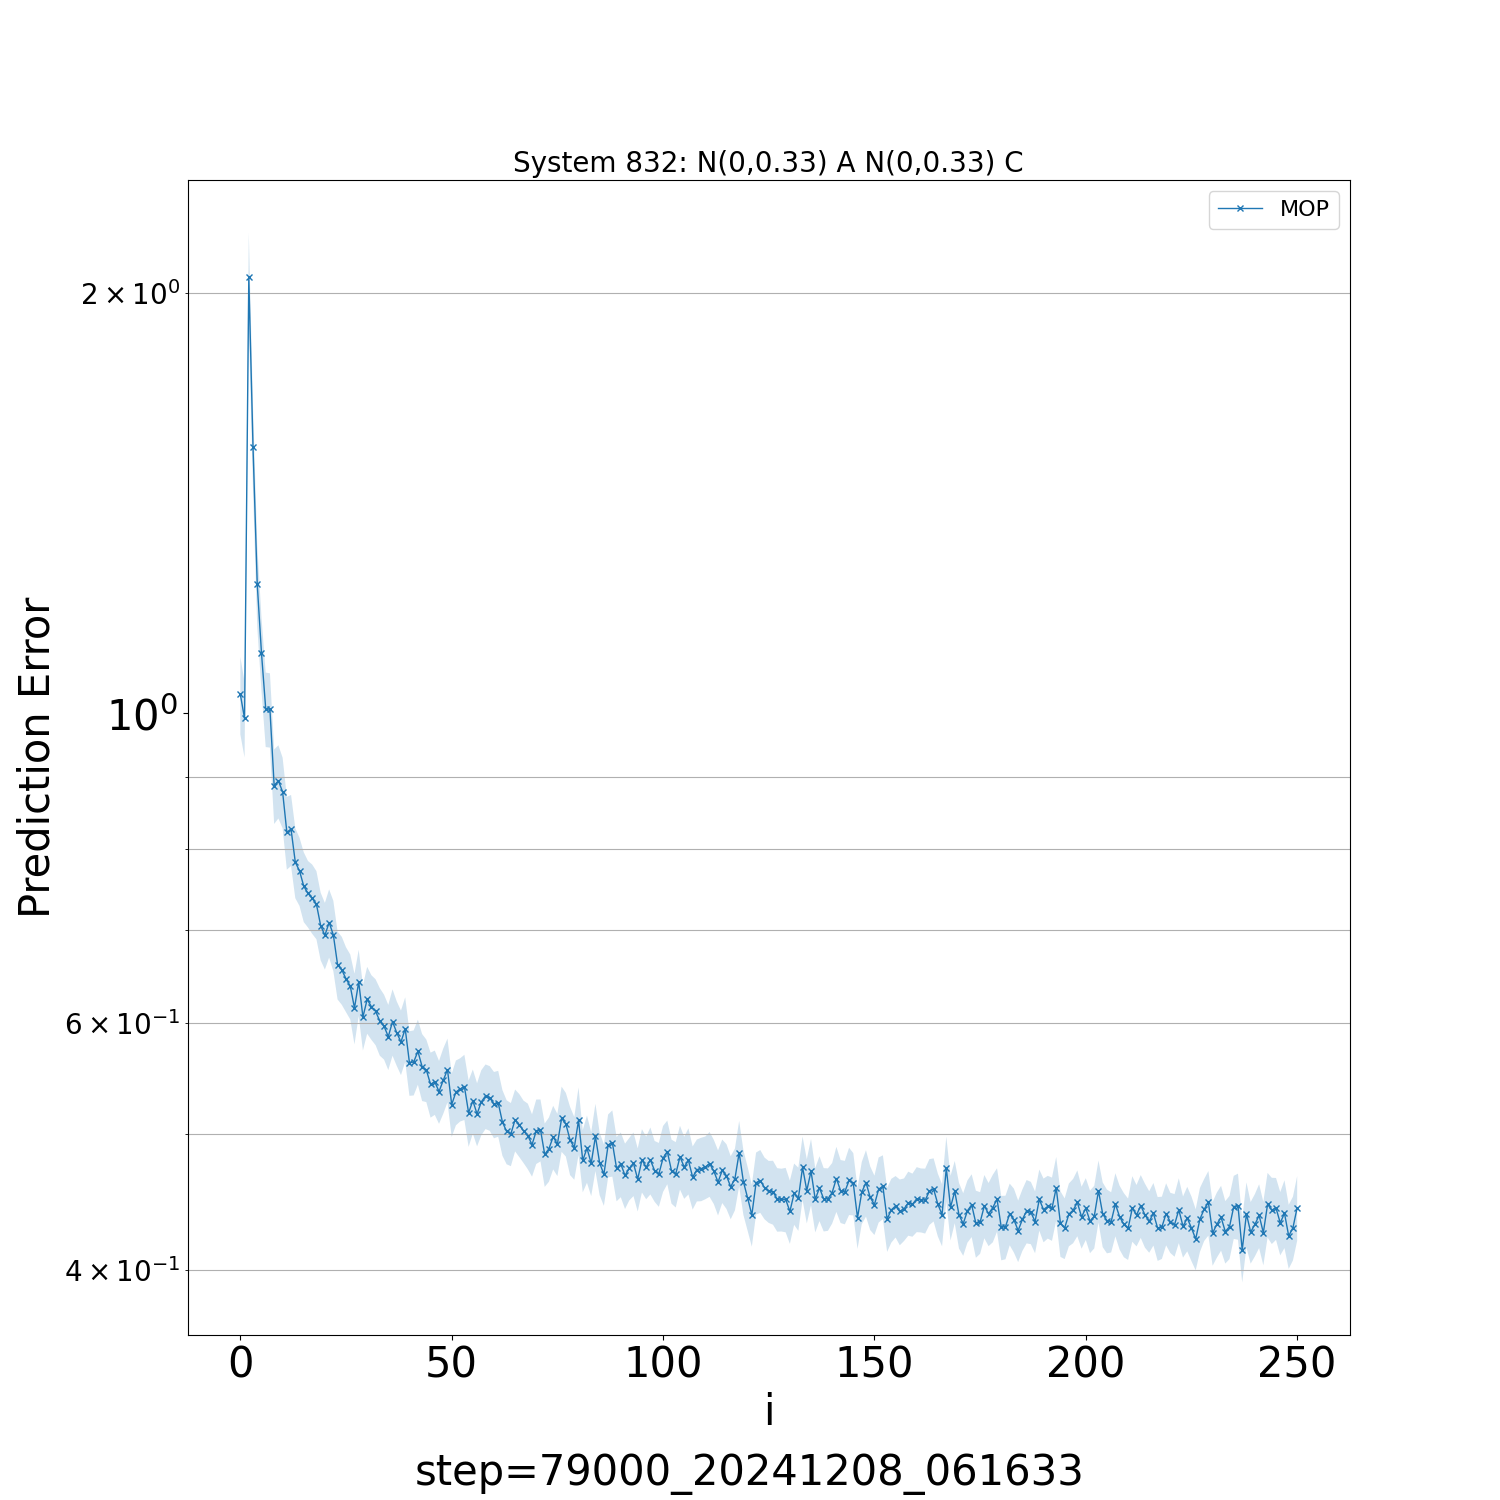 System 832: N(0,0.33) A N(0,0.33) C
MOP
2 × 10⁰
10⁰
6 × 10⁻¹
4 × 10⁻¹
Prediction Error
0 50 100 150 200 250
i
step=79000_20241208_061633